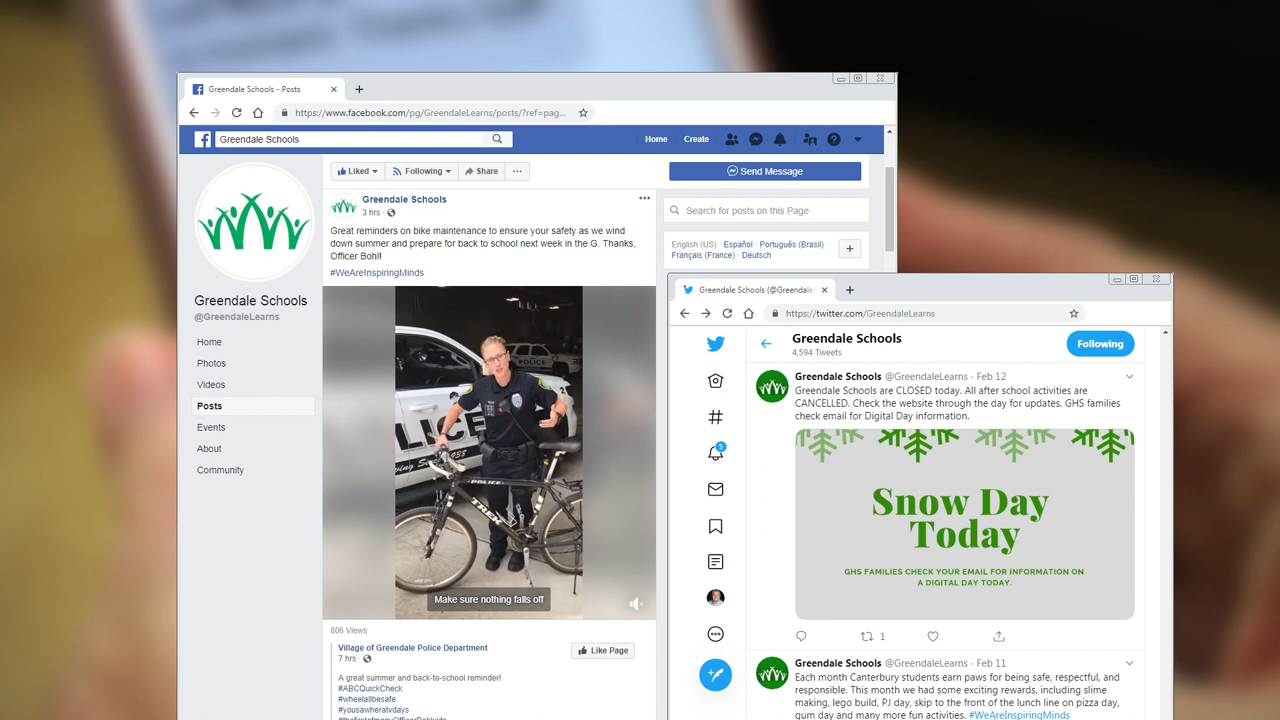 Greendale Schools - Posts
https://www.facebook.com/pg/GreendaleLearns/posts/?ref=pag...
Greendale Schools
Home Create
Liked Following Share ...
Send Message
Greendale Schools
3 hrs ·
Great reminders on bike maintenance to ensure your safety as we wind
down summer and prepare for back to school next week in the G. Thanks,
Officer Bohl!
#WeAreInspiringMinds
Search for posts on this Page
English (US) · Español · Português (Brasil) ·
Français (France) · Deutsch
Greendale Schools
@GreendaleLearns
Home
Photos
Videos
Posts
Events
About
Community
POLICE
POLICE
TREK
Make sure nothing falls off
806 Views
Village of Greendale Police Department
7 hrs ·
Like Page
A great summer and back-to-school reminder!
#ABCQuickCheck
#wheelallbesafe
#yousawheratvdays
Greendale Schools (@Greendale
https://twitter.com/GreendaleLearns
Greendale Schools
4,594 Tweets
Following
5
Greendale Schools @GreendaleLearns · Feb 12
Greendale Schools are CLOSED today. All after school activities are
CANCELLED. Check the website through the day for updates. GHS families
check email for Digital Day information.
Snow Day
Today
GHS FAMILIES CHECK YOUR EMAIL FOR INFORMATION ON
A DIGITAL DAY TODAY.
1
Greendale Schools @GreendaleLearns · Feb 11
Each month Canterbury students earn paws for being safe, respectful, and
responsible. This month we had some exciting rewards, including slime
making, lego build, PJ day, skip to the front of the lunch line on pizza day,
gum day and many more fun activities. #WeAreInspiringMinds